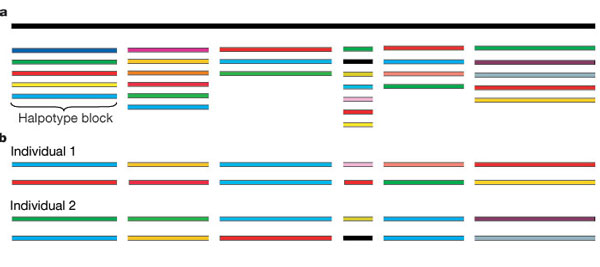 a
Halpotype block
b
Individual 1
Individual 2